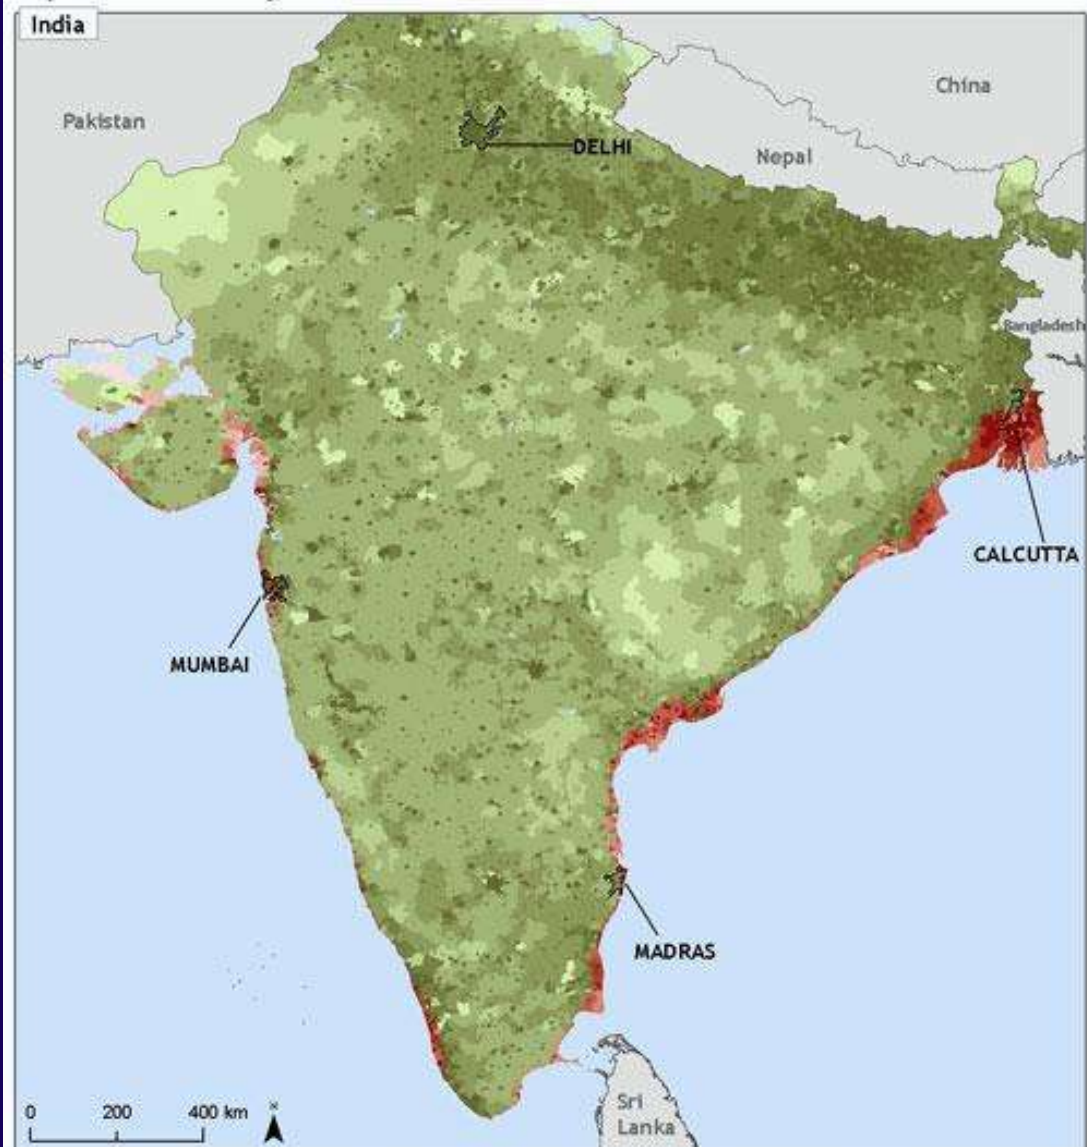 India
China
Pakistan
DELHI
Nepal
Bangladesh
CALCUTTA
MUMBAI
MADRAS
0 200 400 km
Sri
Lanka